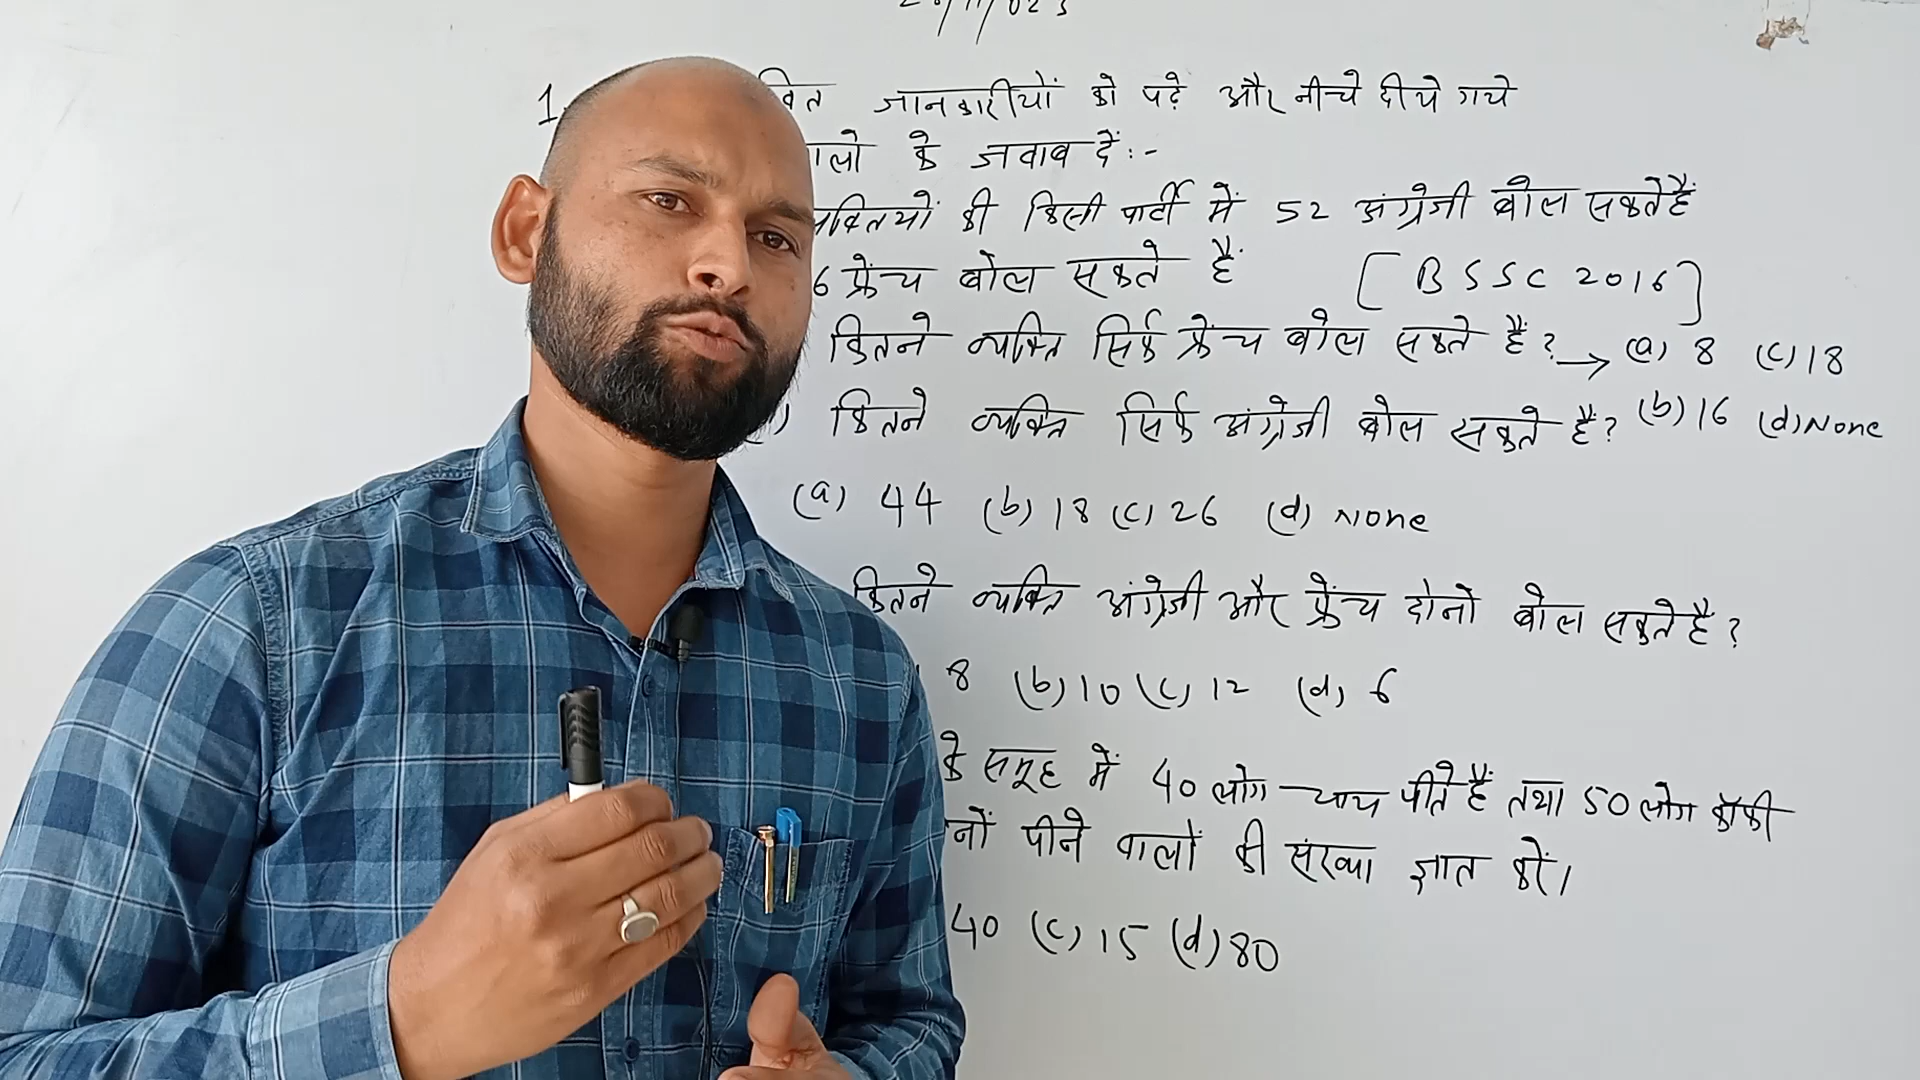 1.
जानकारीयों को पढ़े और नीचे दीये गये
के जवाब दें:-
की किसी पार्टी में 52 अंग्रेजी बोल सकते हैं
6 फ्रेंच बोल सकते हैं [BSSC 2016]
कितने व्यक्ति सिर्फ फ्रेंच बोल सकते हैं? → (a) 8 (c) 18
कितने व्यक्ति सिर्फ अंग्रेजी बोल सकते हैं? (b) 16 (d) None
(a) 44 (b) 18 (c) 26 (d) None
कितने व्यक्ति अंग्रेजी और फ्रेंच दोनो बोल सकते हैं?
8 (b) 10 (c) 12 (d) 6
के समूह में 40 लोग चाय पीते हैं तथा 50 लोग कॉफी
पीने वालों की संख्या ज्ञात करें।
40 (c) 15 (d) 80